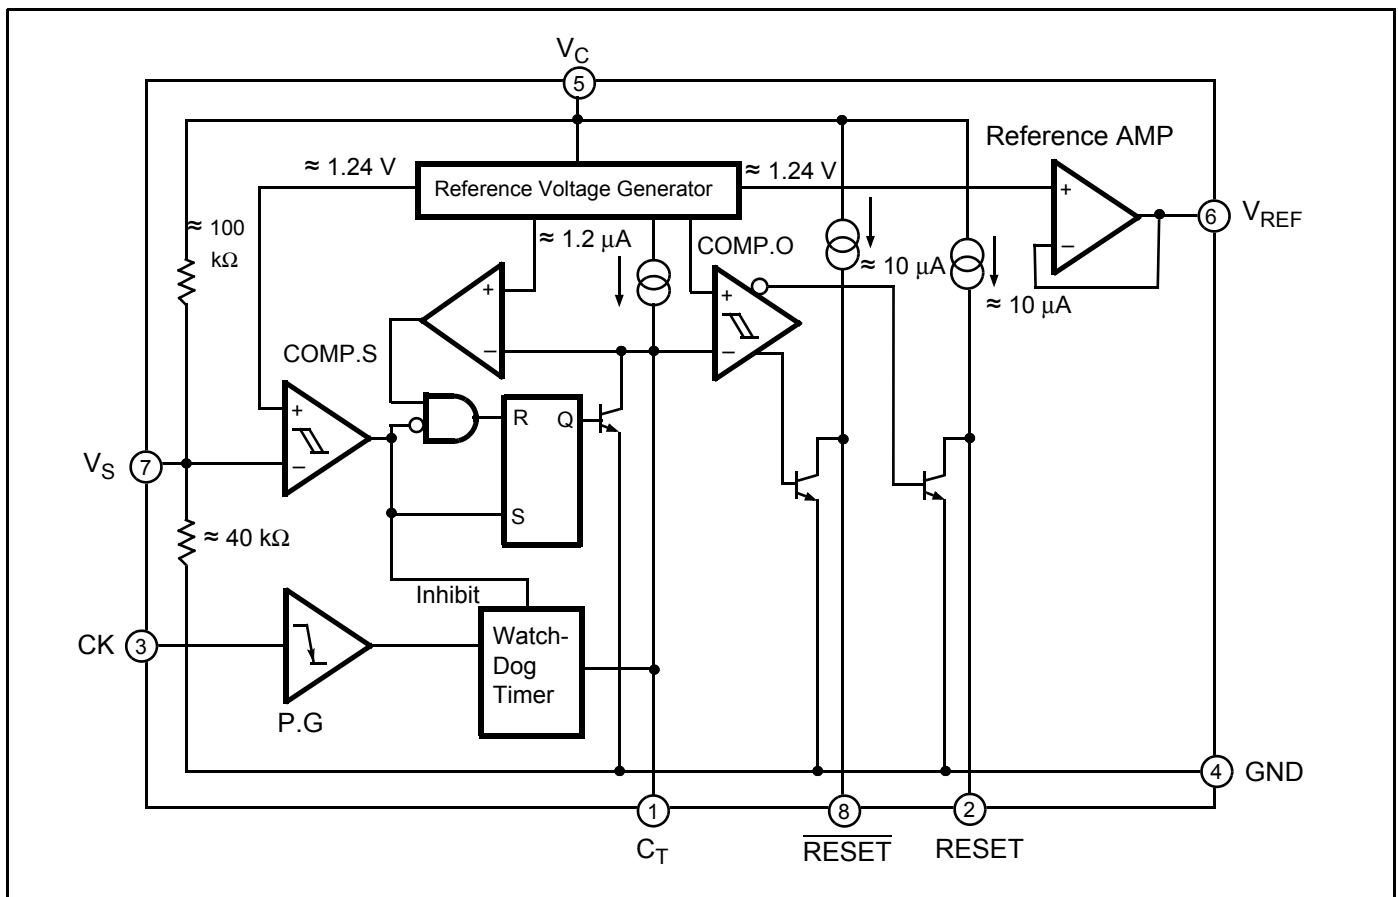 V_C
5
Reference AMP
≈ 1.24 V
Reference Voltage Generator
≈ 1.24 V
+
−
6
V_REF
≈ 100
kΩ
≈ 1.2 μA
COMP.O
≈ 10 μA
≈ 10 μA
+
−
+
−
COMP.S
+
−
R
Q
S
V_S
7
≈ 40 kΩ
Inhibit
CK
3
Watch-
Dog
Timer
P.G
4
GND
1
8
2
C_T
R̅E̅S̅E̅T̅
RESET